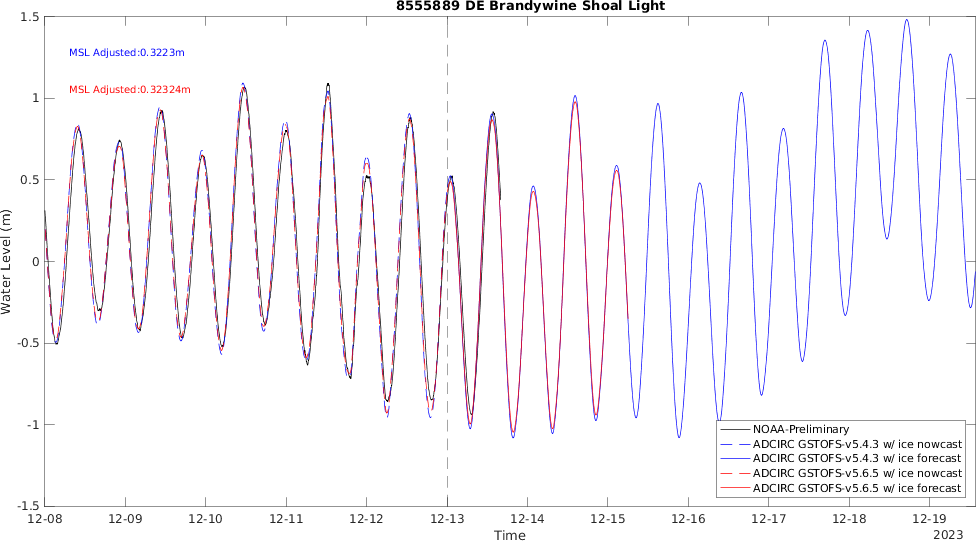 8555889 DE Brandywine Shoal Light
MSL Adjusted:0.3223m
MSL Adjusted:0.32324m
Water Level (m)
1.5
1
0.5
0
-0.5
-1
-1.5
NOAA-Preliminary
ADCIRC GSTOFS-v5.4.3 w/ ice nowcast
ADCIRC GSTOFS-v5.4.3 w/ ice forecast
ADCIRC GSTOFS-v5.6.5 w/ ice nowcast
ADCIRC GSTOFS-v5.6.5 w/ ice forecast
12-08 12-09 12-10 12-11 12-12 12-13 12-14 12-15 12-16 12-17 12-18 12-19
Time
2023